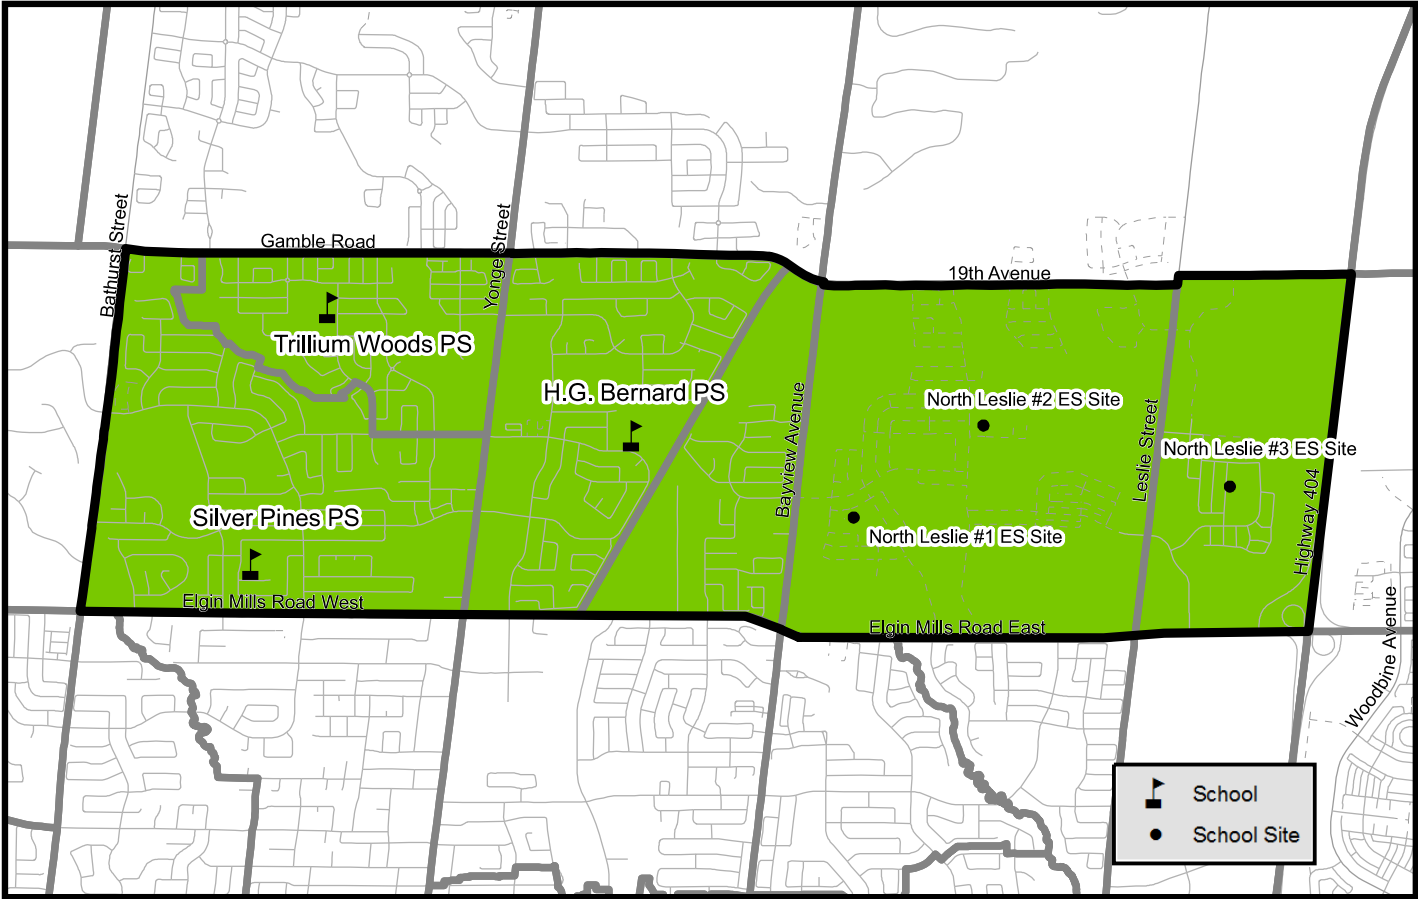 Bathurst Street
Gamble Road
Yonge Street
19th Avenue
Trillium Woods PS
H.G. Bernard PS
Bayview Avenue
North Leslie #2 ES Site
Leslie Street
North Leslie #3 ES Site
Highway 404
Silver Pines PS
North Leslie #1 ES Site
Elgin Mills Road West
Elgin Mills Road East
Woodbine Avenue
School
School Site